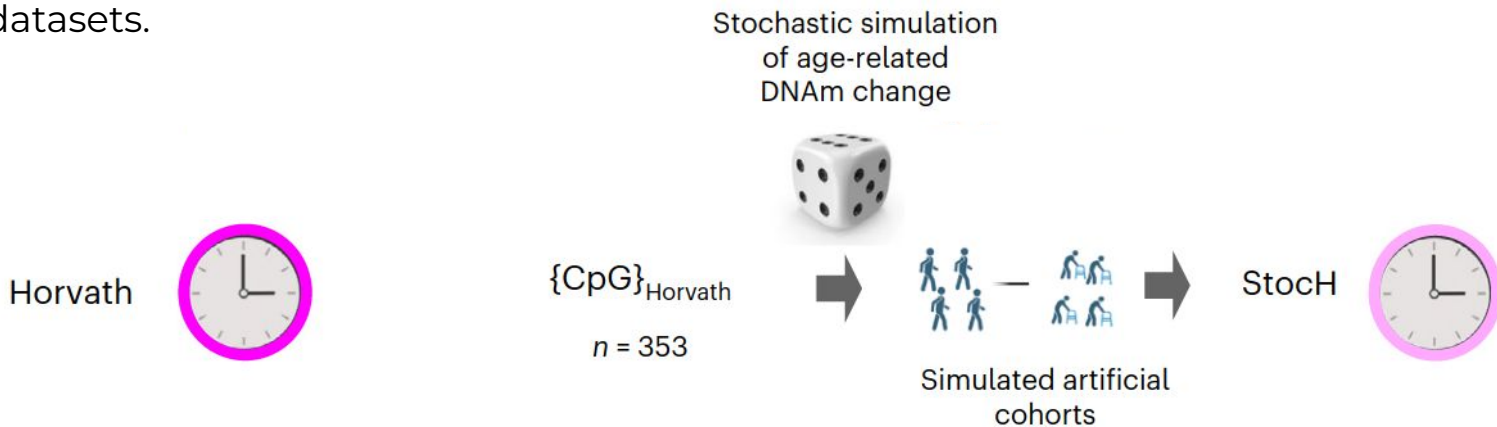 datasets.
Stochastic simulation
of age-related
DNAm change
Horvath
{CpG}Horvath
n = 353
StocH
Simulated artificial
cohorts